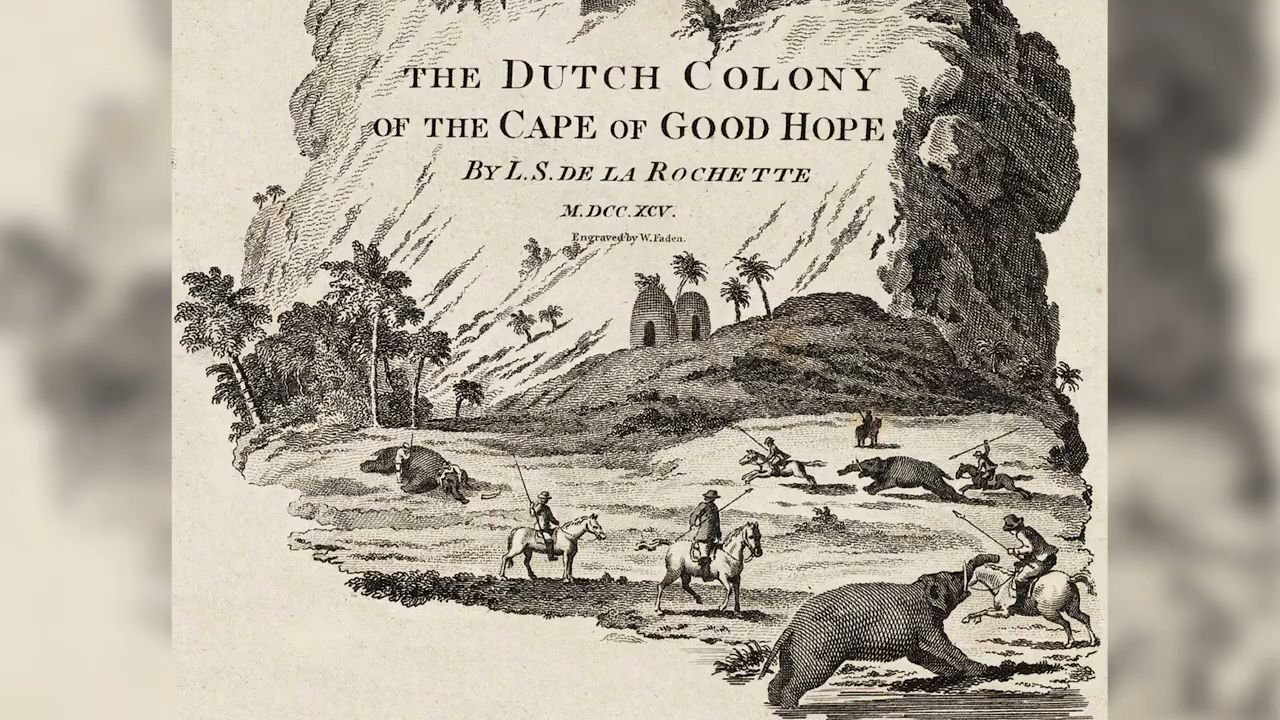 THE DUTCH COLONY
OF THE CAPE OF GOOD HOPE
BY L. S. DE LA ROCHETTE
M.DCC.XCV.
Engraved by W. Faden.